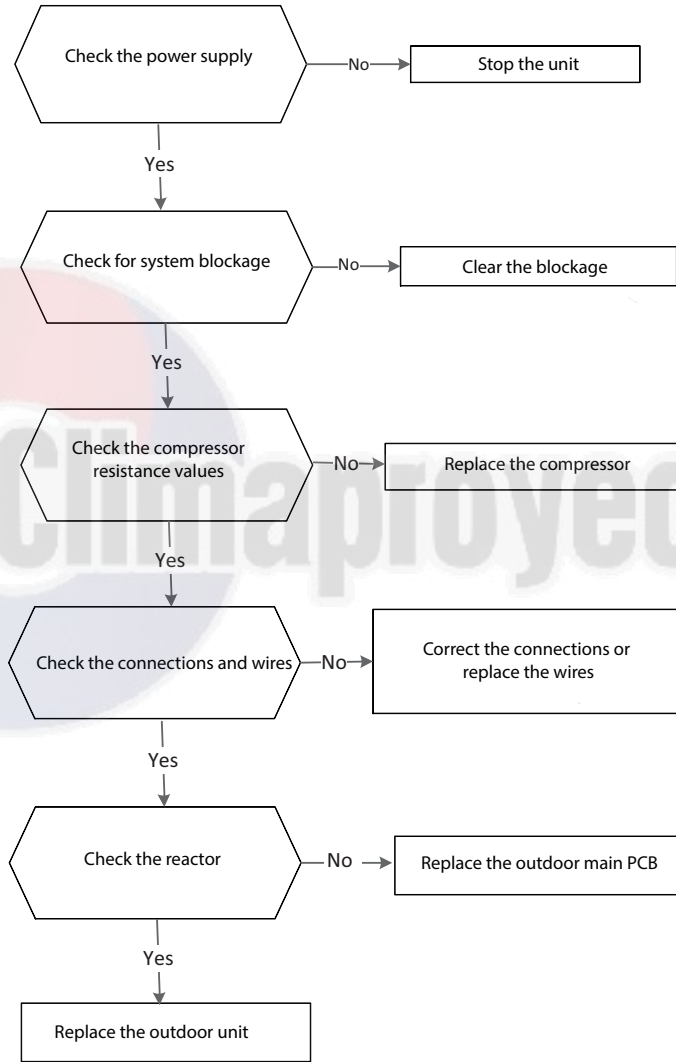 Check the power supply
No
Stop the unit
Yes
Check for system blockage
No
Clear the blockage
Yes
Check the compressor
resistance values
No
Replace the compressor
Climaproyec
Yes
Check the connections and wires
No
Correct the connections or
replace the wires
Yes
Check the reactor
No
Replace the outdoor main PCB
Yes
Replace the outdoor unit